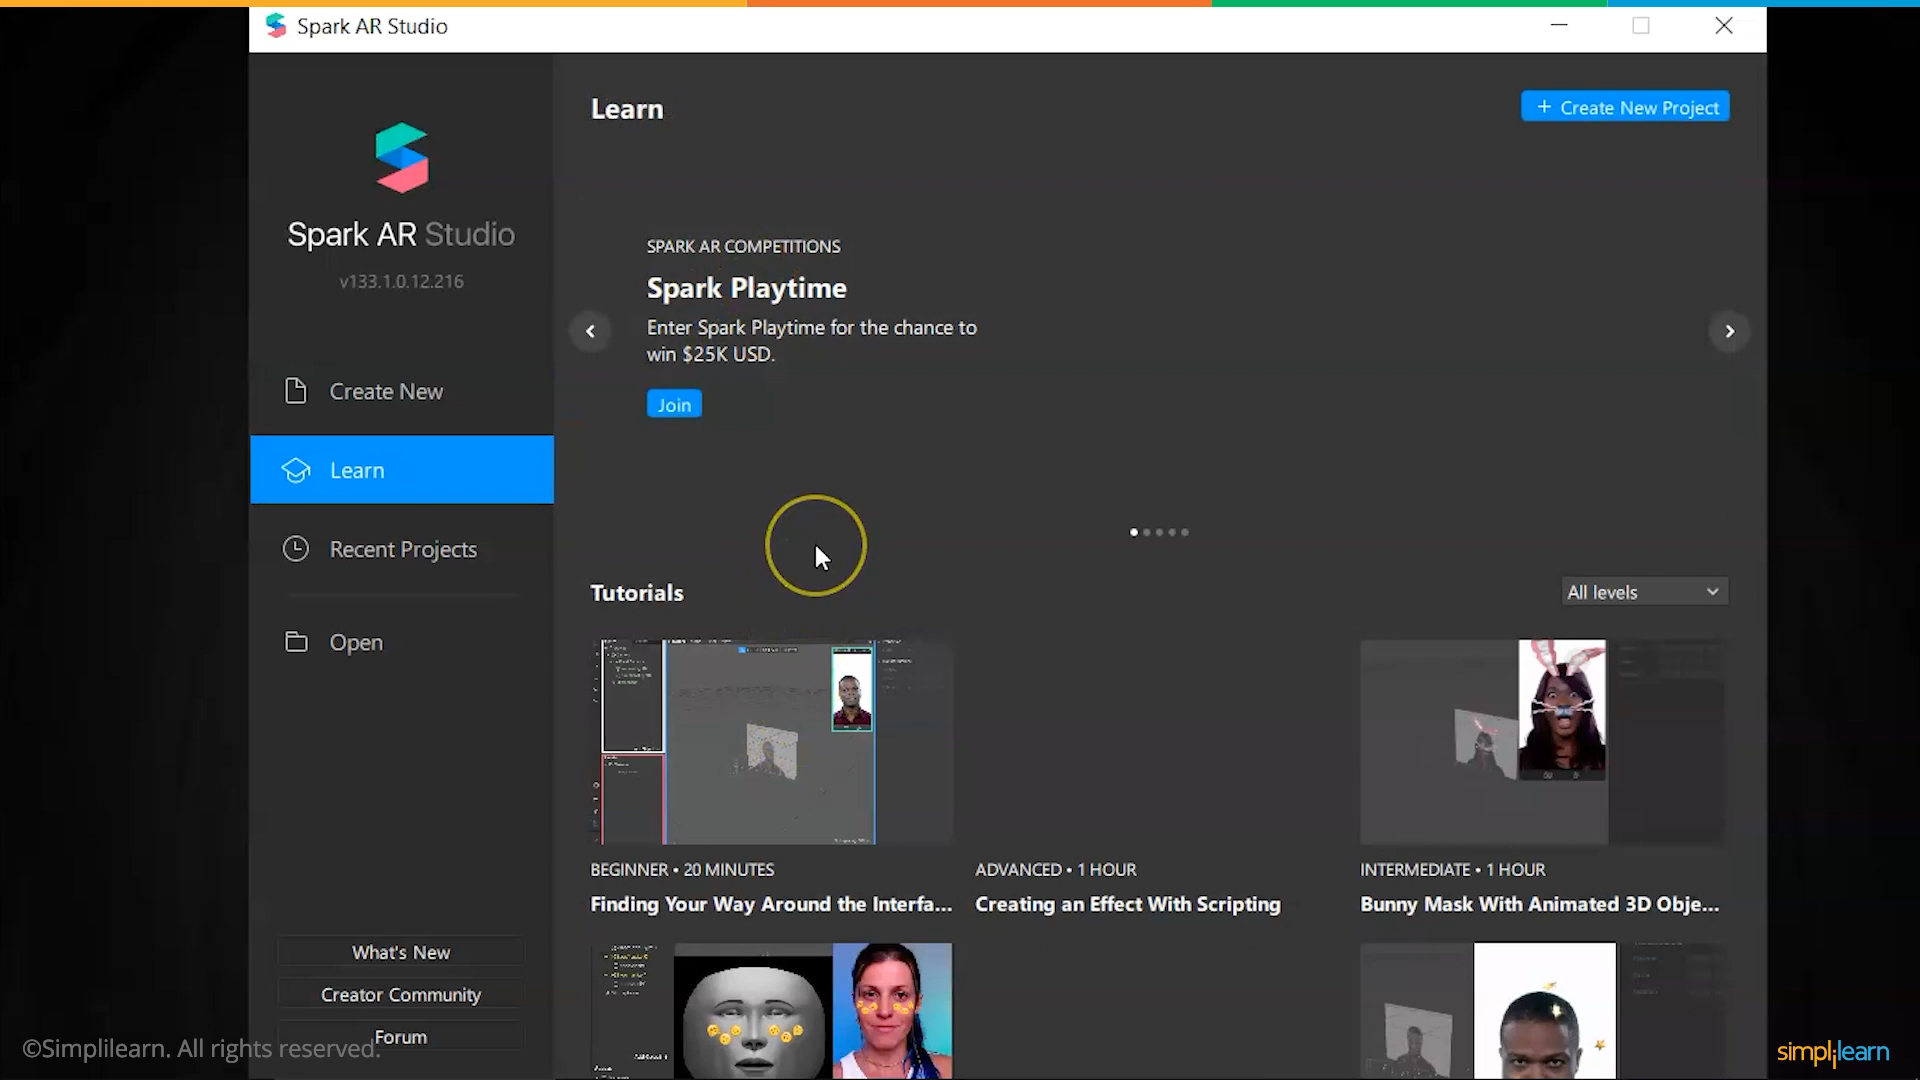 Spark AR Studio
Learn
+ Create New Project
Spark AR Studio
v133.1.0.12.216
SPARK AR COMPETITIONS
Spark Playtime
Enter Spark Playtime for the chance to
win $25K USD.
Join
Create New
Learn
Recent Projects
Open
Tutorials
All levels
BEGINNER • 20 MINUTES
Finding Your Way Around the Interfa...
ADVANCED • 1 HOUR
Creating an Effect With Scripting
INTERMEDIATE • 1 HOUR
Bunny Mask With Animated 3D Obje...
What's New
Creator Community
Forum
©Simplilearn. All rights reserved.
simplilearn